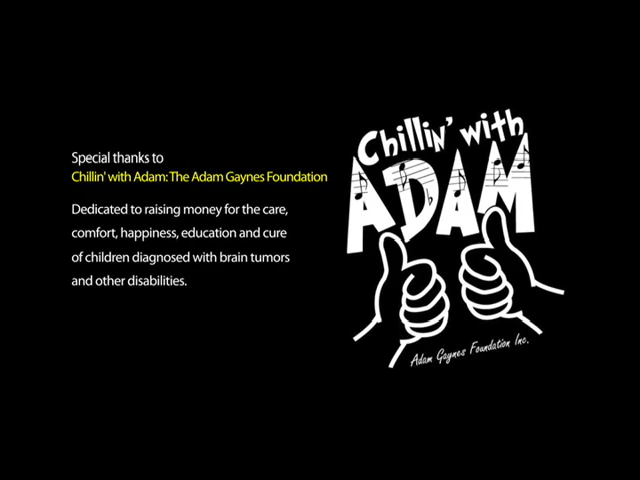 Special thanks to
Chillin' with Adam: The Adam Gaynes Foundation
Dedicated to raising money for the care,
comfort, happiness, education and cure
of children diagnosed with brain tumors
and other disabilities.
Chillin' with
ADAM
Adam Gaynes Foundation Inc.